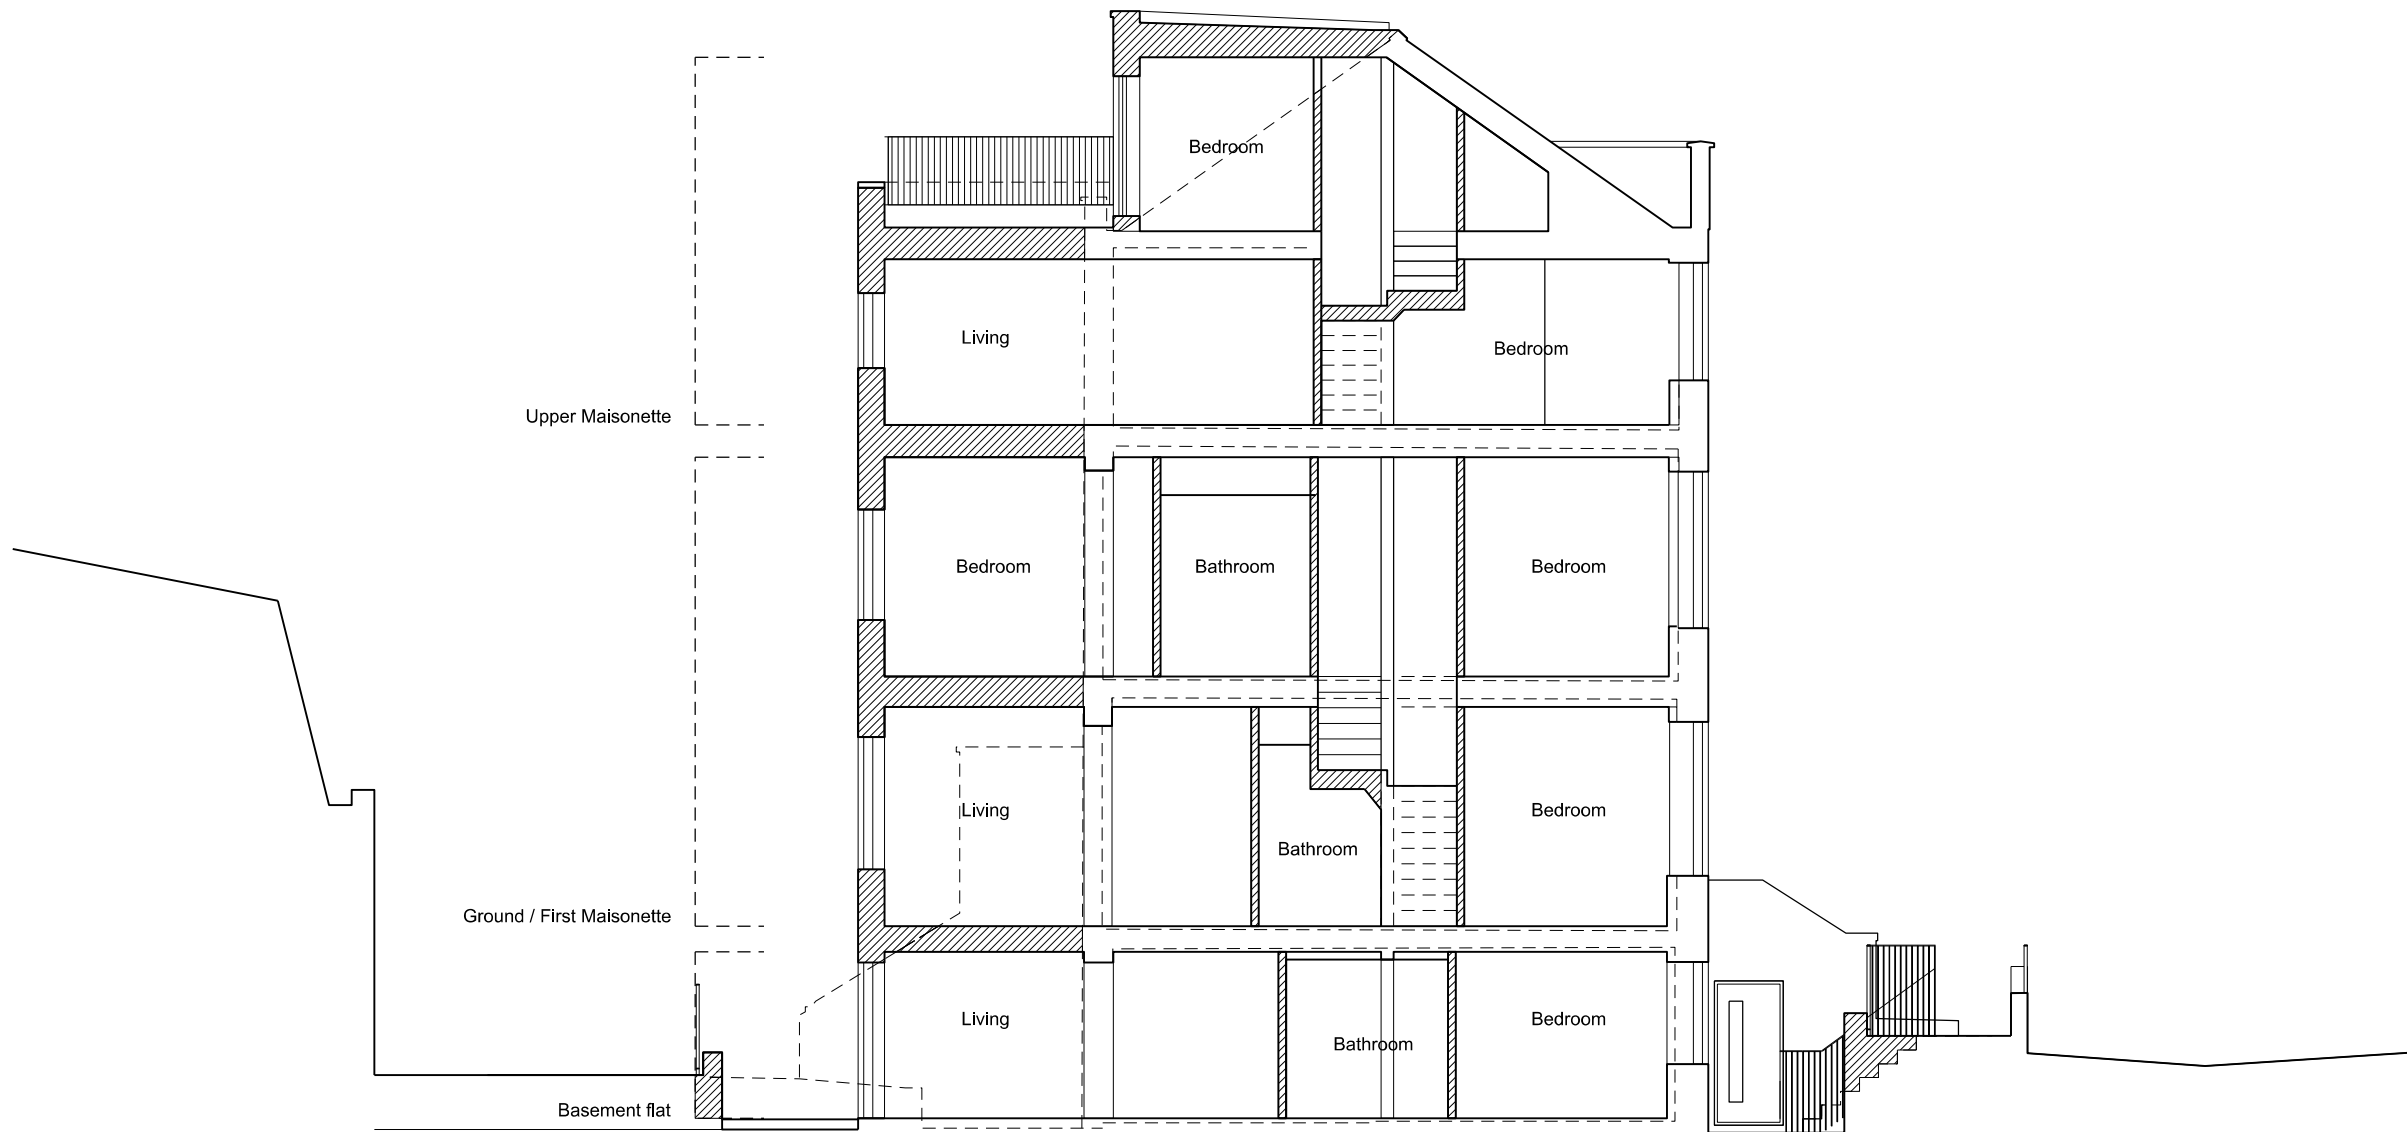 Bedroom
Living
Bedroom
Upper Maisonette
Bedroom
Bathroom
Bedroom
Living
Bedroom
Bathroom
Ground / First Maisonette
Living
Bedroom
Bathroom
Basement flat